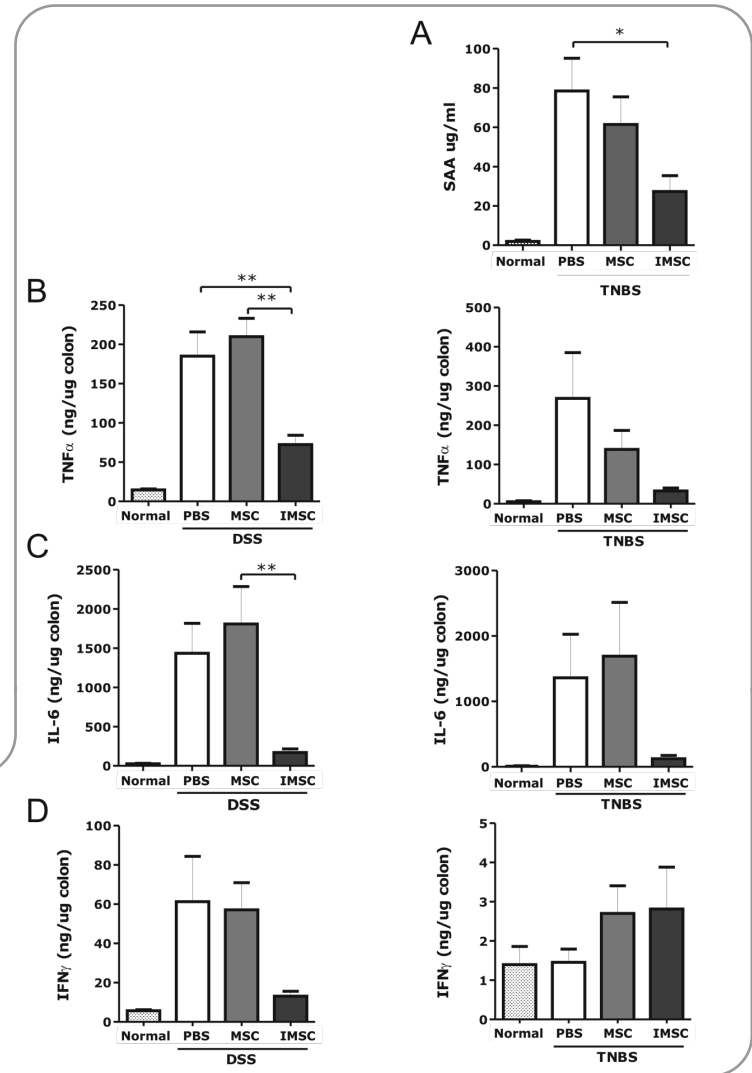 A
*
100
80
60
40
20
0
SAA ug/ml
Normal PBS MSC IMSC
TNBS
B
**
**
250
200
150
100
50
0
TNFα (ng/ug colon)
Normal PBS MSC IMSC
DSS
500
400
300
200
100
0
TNFα (ng/ug colon)
Normal PBS MSC IMSC
TNBS
C
**
2500
2000
1500
1000
500
0
IL-6 (ng/ug colon)
Normal PBS MSC IMSC
DSS
3000
2000
1000
0
IL-6 (ng/ug colon)
Normal PBS MSC IMSC
TNBS
D
100
80
60
40
20
0
IFNγ (ng/ug colon)
Normal PBS MSC IMSC
DSS
5
4
3
2
1
0
IFNγ (ng/ug colon)
Normal PBS MSC IMSC
TNBS